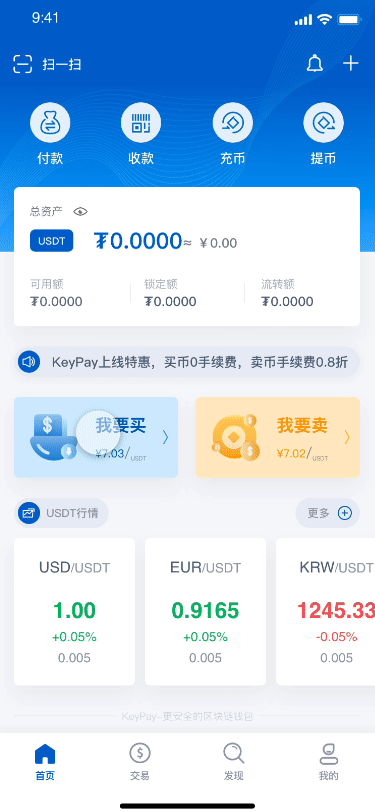 9:41
扫一扫
付款 收款 充币 提币
总资产
USDT ₮0.0000≈ ¥0.00
可用额 锁定额 流转额
₮0.0000 ₮0.0000 ₮0.0000
KeyPay上线特惠，买币0手续费，卖币手续费0.8折
我要买 我要卖
¥7.03/USDT ¥7.02/USDT
USDT行情 更多
USD/USDT EUR/USDT KRW/USDT
1.00 0.9165 1245.33
+0.05% +0.05% -0.05%
0.005 0.005 0.005
KeyPay-更安全的区块链钱包
首页 交易 发现 我的